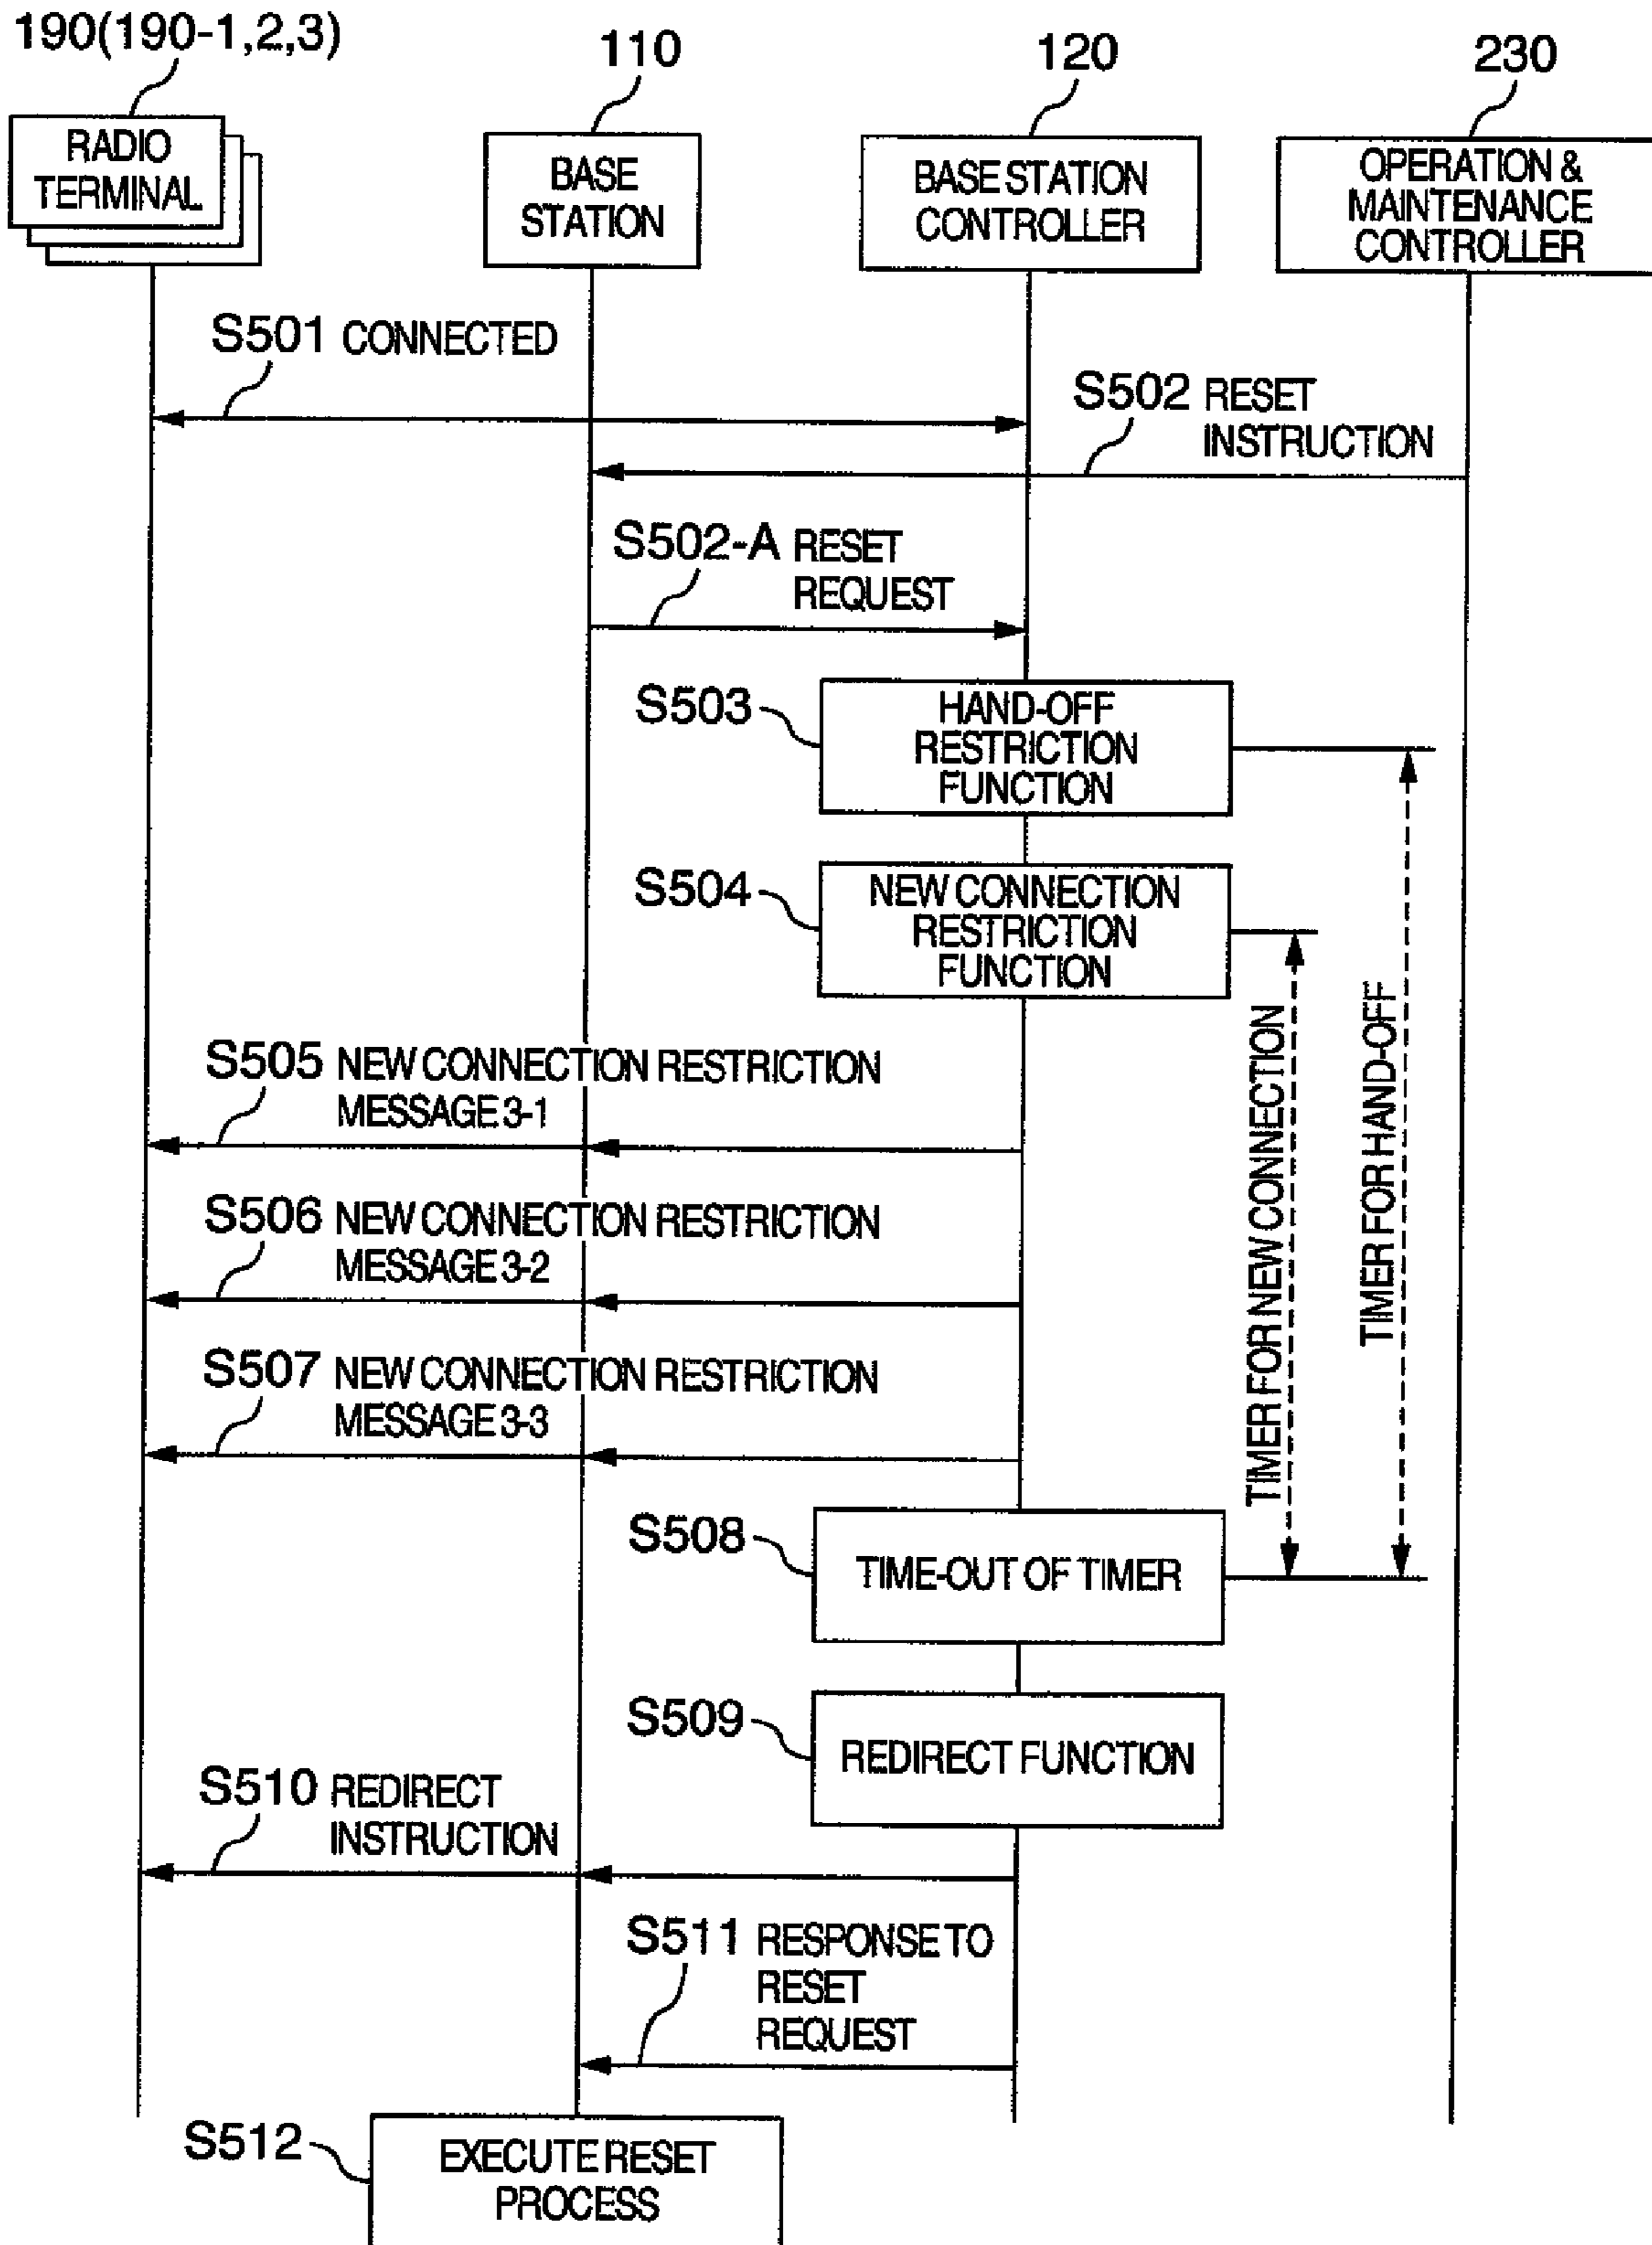 190(190-1,2,3)
110
120
230
RADIO
TERMINAL
BASE
STATION
BASE STATION
CONTROLLER
OPERATION &
MAINTENANCE
CONTROLLER
S501 CONNECTED
S502 RESET
INSTRUCTION
S502-A RESET
REQUEST
S503
HAND-OFF
RESTRICTION
FUNCTION
S504
NEW CONNECTION
RESTRICTION
FUNCTION
TIMER FOR NEW CONNECTION
TIMER FOR HAND-OFF
S505 NEW CONNECTION RESTRICTION
MESSAGE 3-1
S506 NEW CONNECTION RESTRICTION
MESSAGE 3-2
S507 NEW CONNECTION RESTRICTION
MESSAGE 3-3
S508
TIME-OUT OF TIMER
S509
REDIRECT FUNCTION
S510 REDIRECT
INSTRUCTION
S511 RESPONSE TO
RESET
REQUEST
S512
EXECUTE RESET
PROCESS